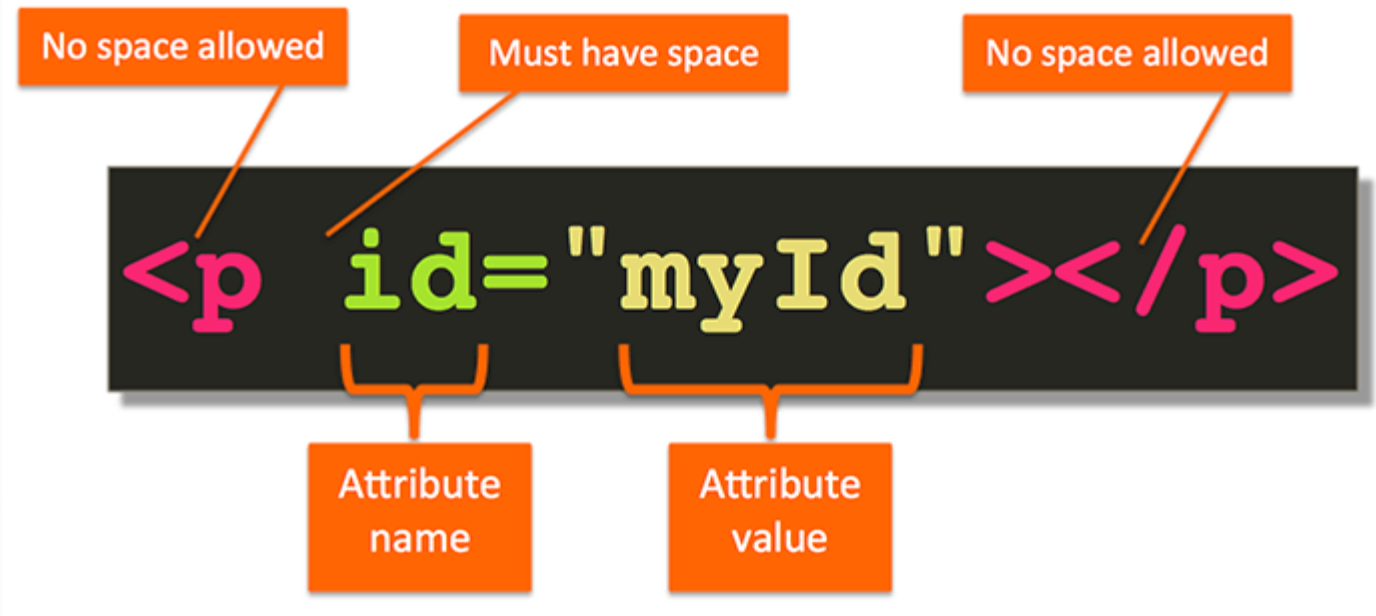 No space allowed
Must have space
No space allowed
<p id="myId"></p>
Attribute
name
Attribute
value